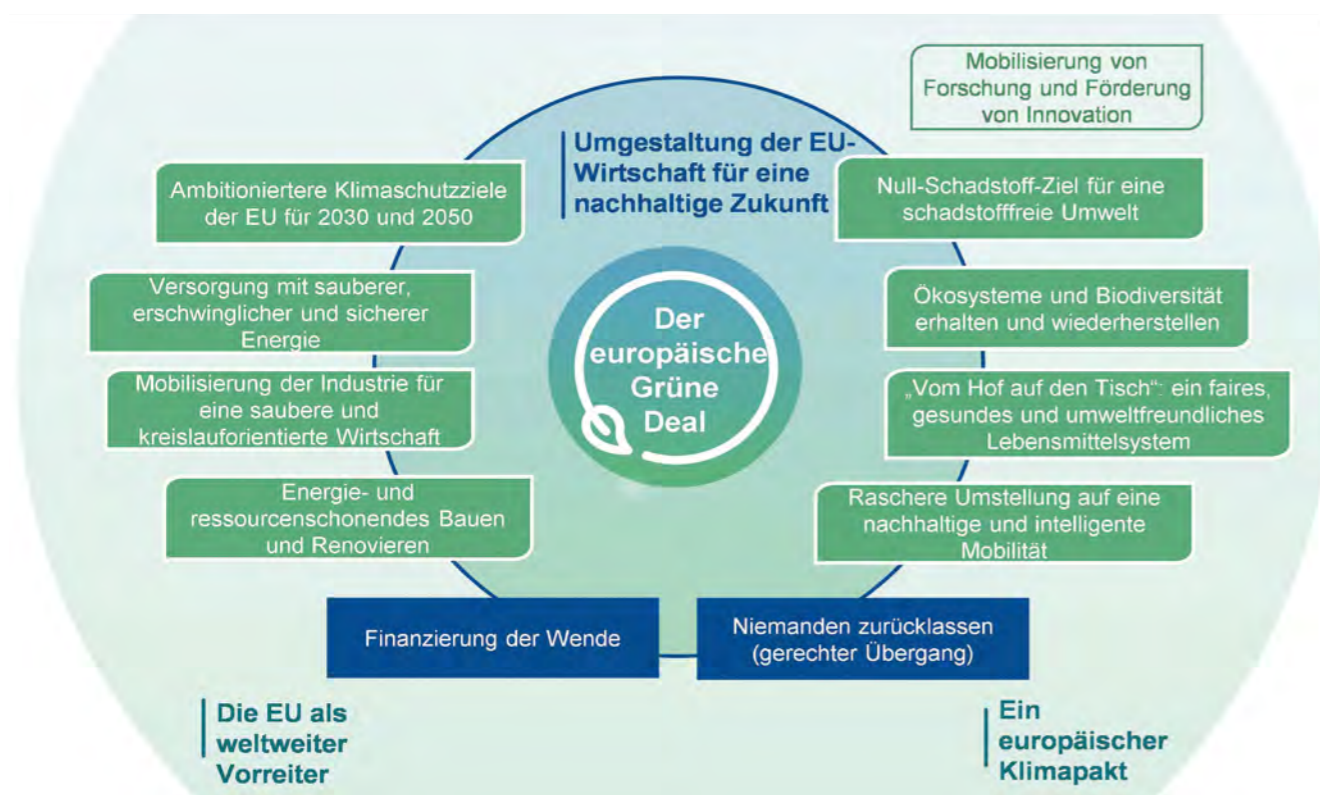 Mobilisierung von
Forschung und Förderung
von Innovation
Umgestaltung der EU-
Wirtschaft für eine
nachhaltige Zukunft
Ambitioniertere Klimaschutzziele
der EU für 2030 und 2050
Null-Schadstoff-Ziel für eine
schadstofffreie Umwelt
Versorgung mit sauberer,
erschwinglicher und sicherer
Energie
Ökosysteme und Biodiversität
erhalten und wiederherstellen
Der
europäische
Grüne
Deal
Mobilisierung der Industrie für
eine saubere und
kreislauforientierte Wirtschaft
„Vom Hof auf den Tisch“: ein faires,
gesundes und umweltfreundliches
Lebensmittelsystem
Energie- und
ressourcenschonendes Bauen
und Renovieren
Raschere Umstellung auf eine
nachhaltige und intelligente
Mobilität
Finanzierung der Wende
Niemanden zurücklassen
(gerechter Übergang)
Die EU als
weltweiter
Vorreiter
Ein
europäischer
Klimapakt